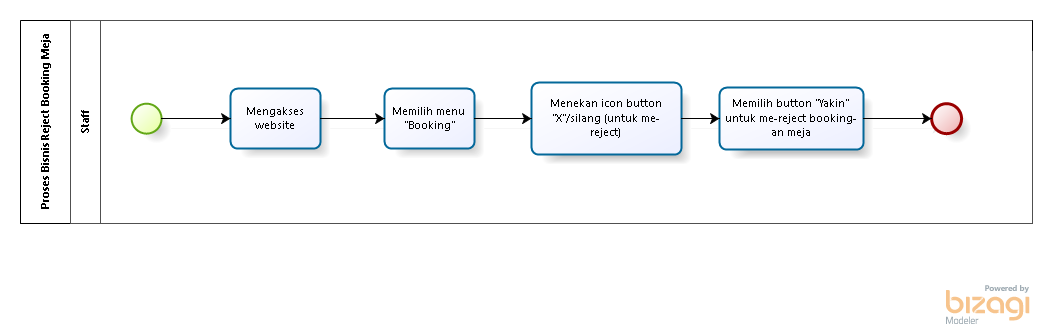 Proses Bisnis Reject Booking Meja
Staff
Mengakses
website
Memilih menu
"Booking"
Menekan icon button
"X"/silang (untuk me-
reject)
Memilih button "Yakin"
untuk me-reject booking-
an meja
Powered by
bizagi
Modeler